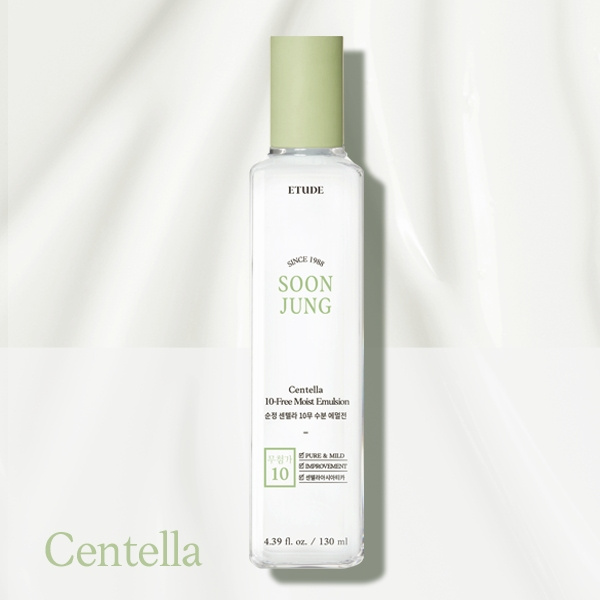 ETUDE
SINCE 1988
SOON
JUNG
Centella
10-Free Moist Emulsion
순정 센텔라 10무 수분 에멀전
무첨가
10
PURE & MILD
IMPROVEMENT
센텔라아시아티카
4.39 fl. oz. / 130 ml
Centella